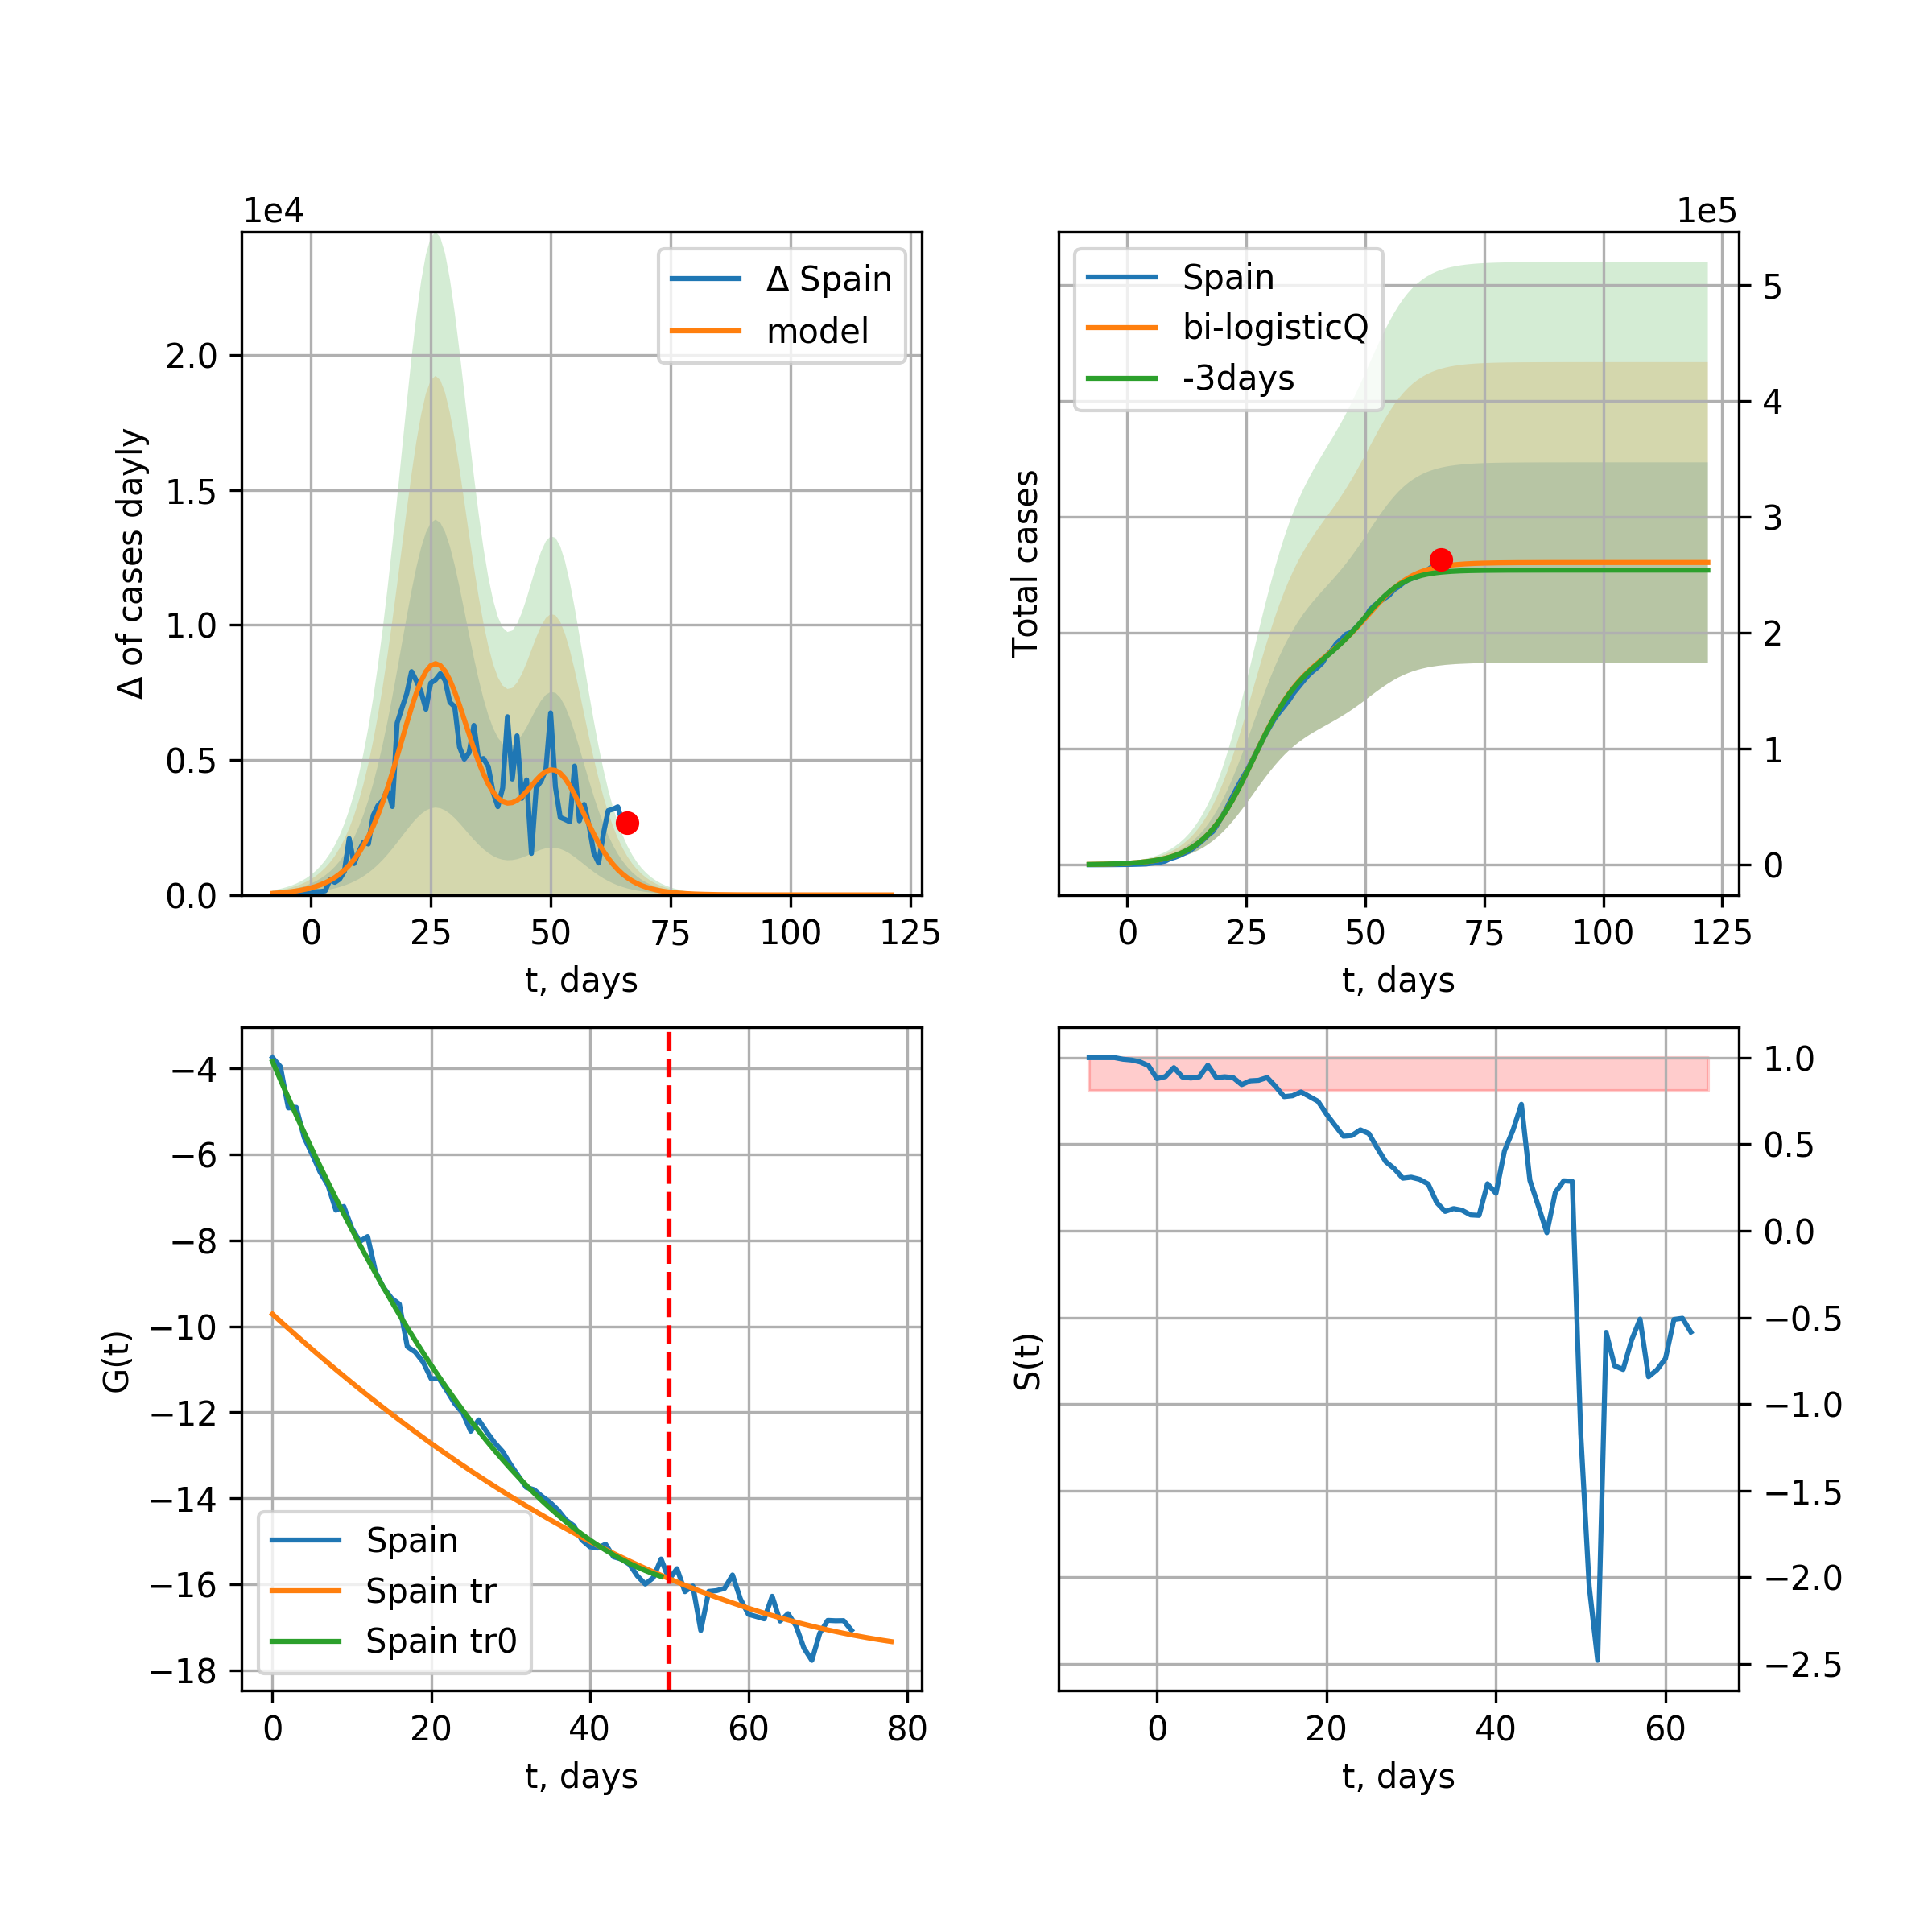 1e4
Δ Spain
model
Δ of cases dayly
2.0
1.5
1.0
0.5
0.0
0 25 50 75 100 125
t, days
1e5
Spain
bi-logisticQ
-3days
Total cases
5
4
3
2
1
0
0 25 50 75 100 125
t, days
G(t)
−4
−6
−8
−10
−12
−14
−16
−18
Spain
Spain tr
Spain tr0
0 20 40 60 80
t, days
S(t)
1.0
0.5
0.0
−0.5
−1.0
−1.5
−2.0
−2.5
0 20 40 60
t, days